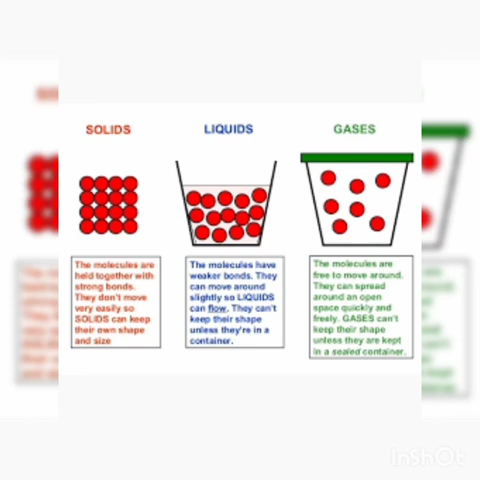 SOLIDS
LIQUIDS
GASES
The molecules are
held together with
strong bonds.
They don't move
very easily so
SOLIDS can keep
their own shape
and size
The molecules have
weaker bonds. They
can move around
slightly so LIQUIDS
can flow. They can't
keep their shape
unless they're in a
container.
The molecules are
free to move around.
They can spread
around an open
space quickly and
freely. GASES can't
keep their shape
unless they are kept
in a sealed container.
InShOt